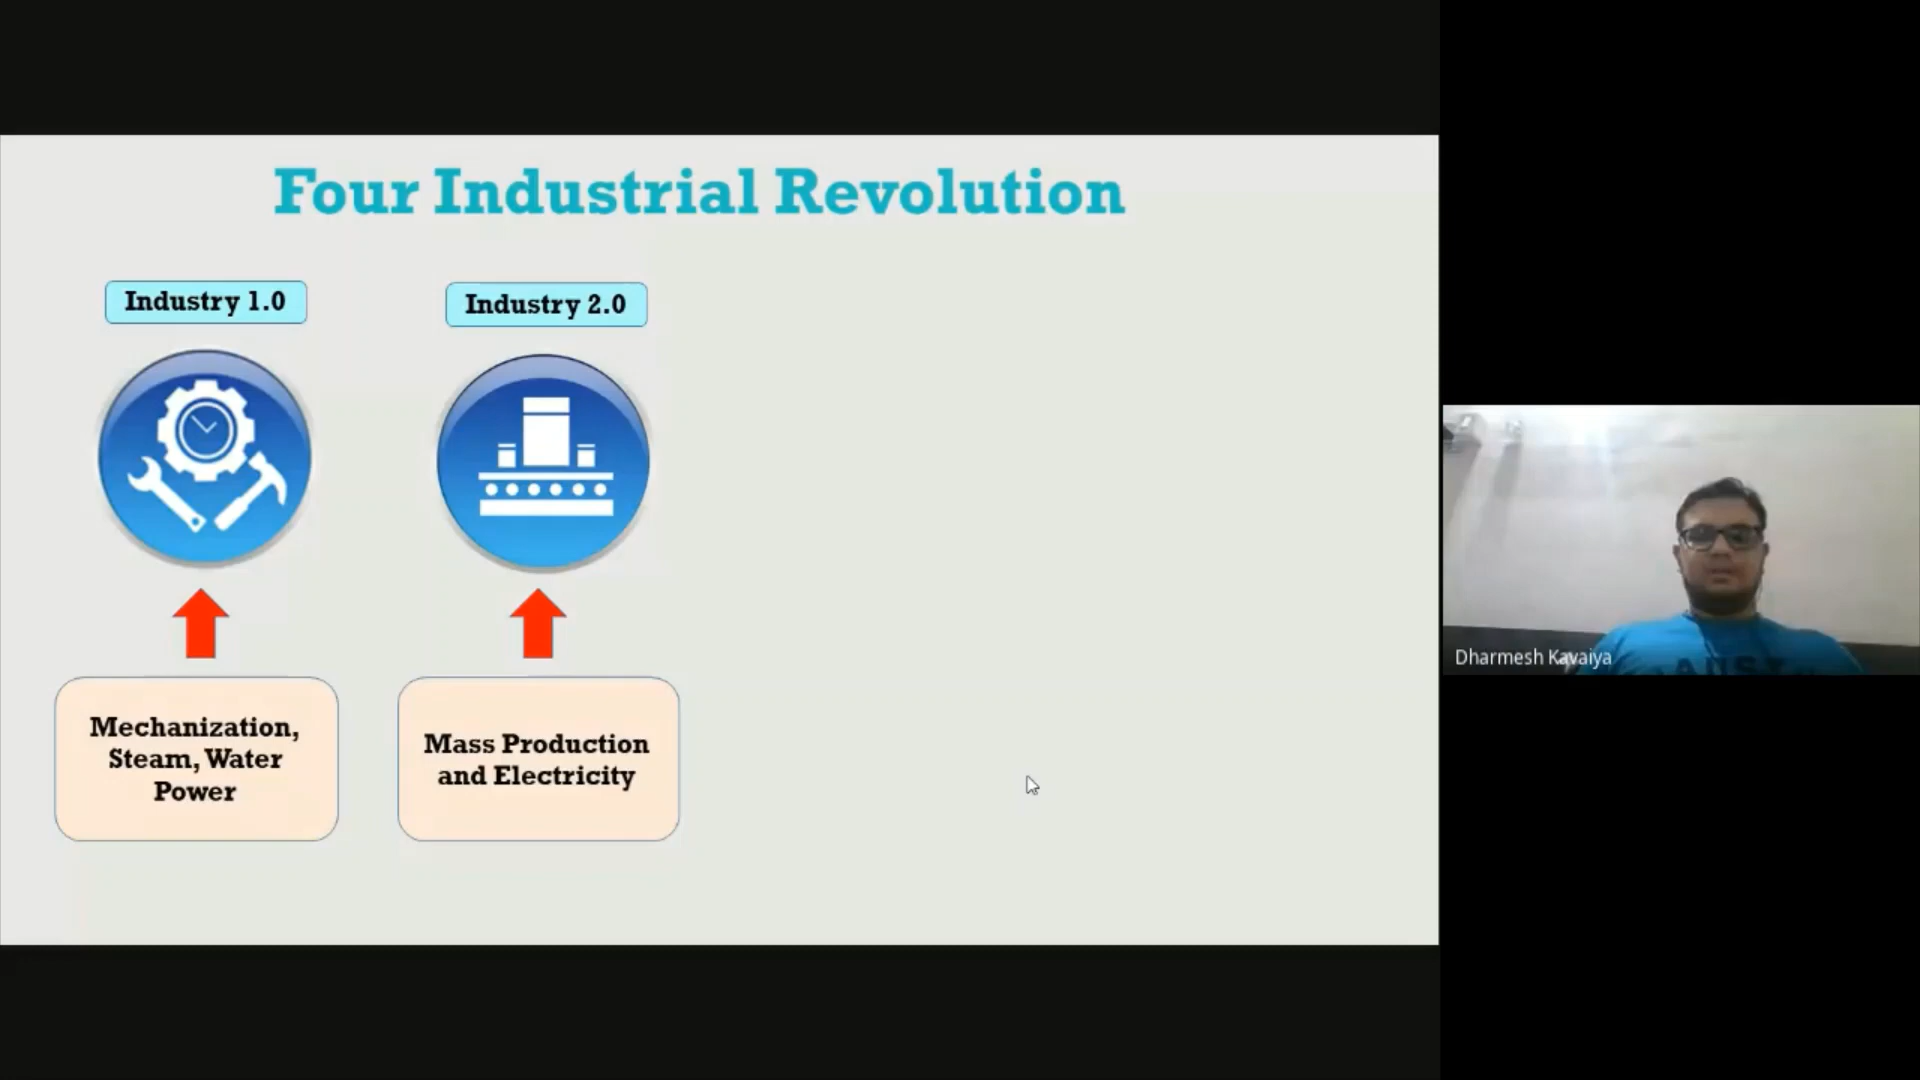 Four Industrial Revolution
Industry 1.0
Industry 2.0
Mechanization,
Steam, Water
Power
Mass Production
and Electricity
Dharmesh Kavaiya